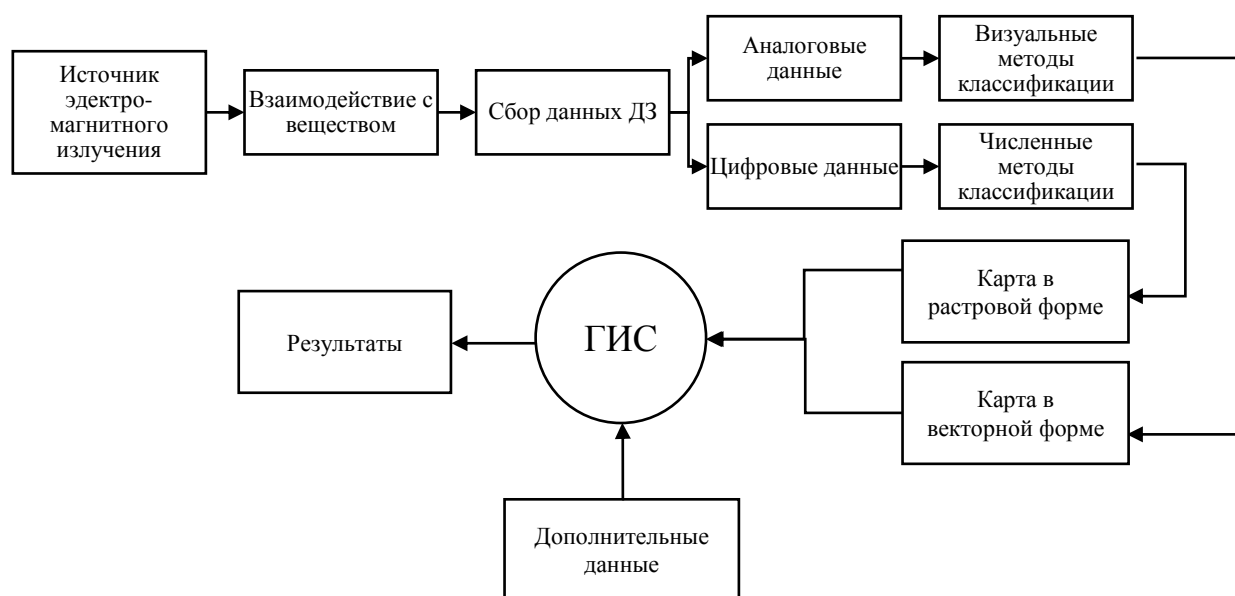 Источник
эдектро-
магнитного
излучения
Взаимодействие с
веществом
Сбор данных ДЗ
Аналоговые
данные
Визуальные
методы
классификации
Цифровые данные
Численные
методы
классификации
Карта в
растровой форме
ГИС
Результаты
Карта в
векторной форме
Дополнительные
данные